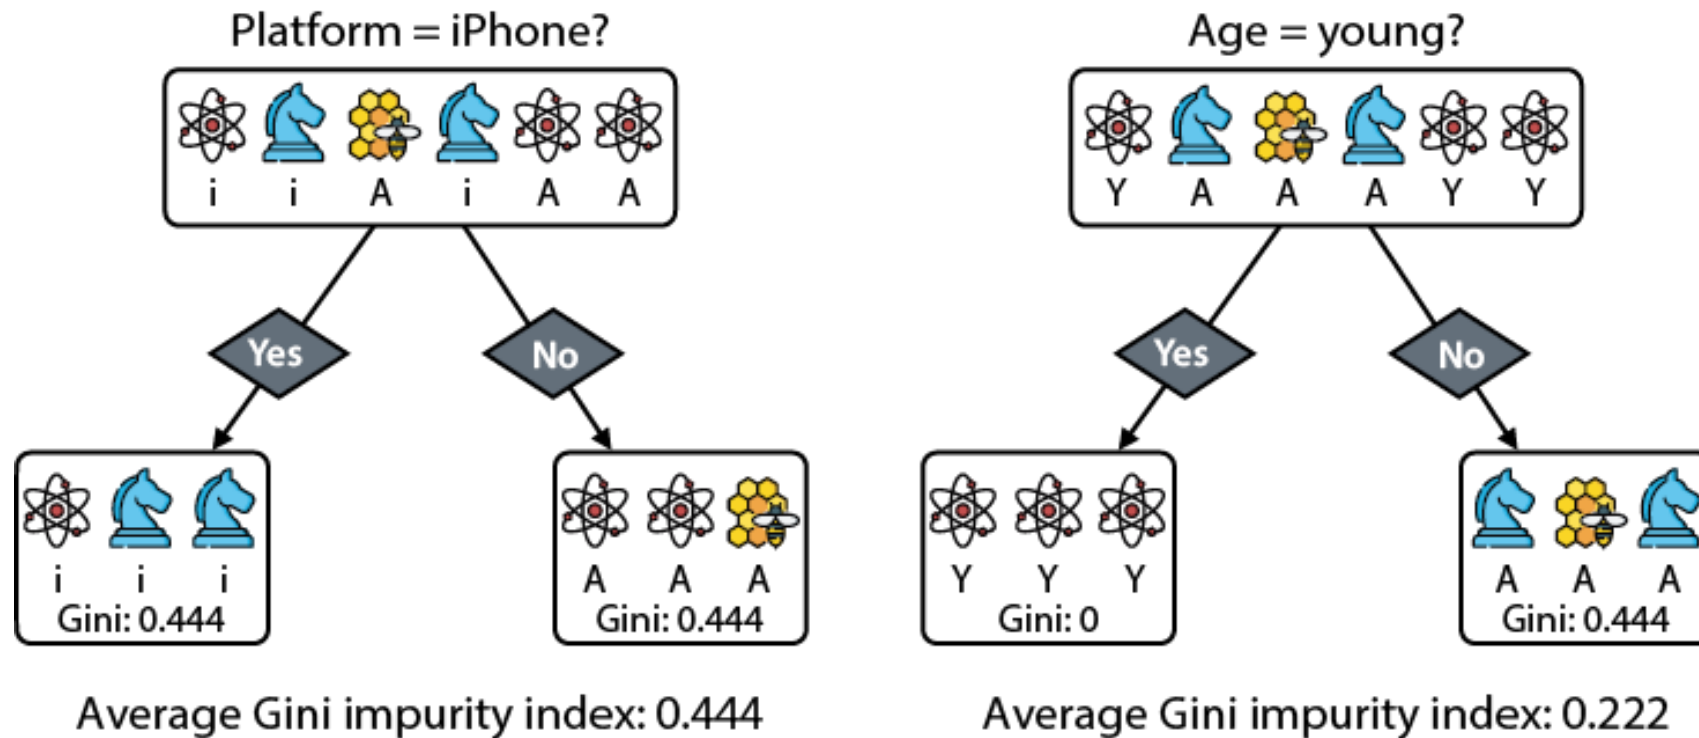 Platform = iPhone?
i i A i A A
Yes
No
i i i
Gini: 0.444
A A A
Gini: 0.444
Average Gini impurity index: 0.444
Age = young?
Y A A A Y Y
Yes
No
Y Y Y
Gini: 0
A A A
Gini: 0.444
Average Gini impurity index: 0.222